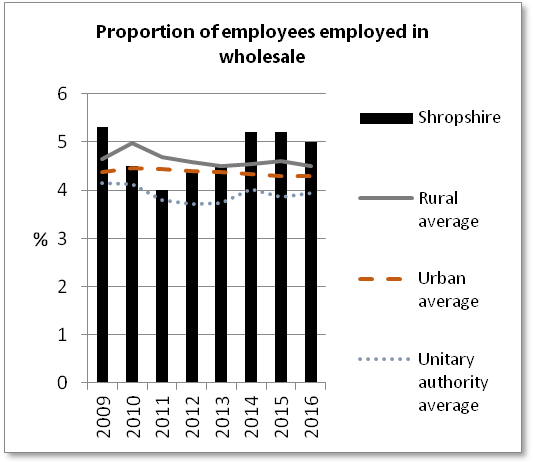 Proportion of employees employed in
wholesale
6
5
4
3
2
1
0
%
2009
2010
2011
2012
2013
2014
2015
2016
Shropshire
Rural
average
Urban
average
Unitary
authority
average